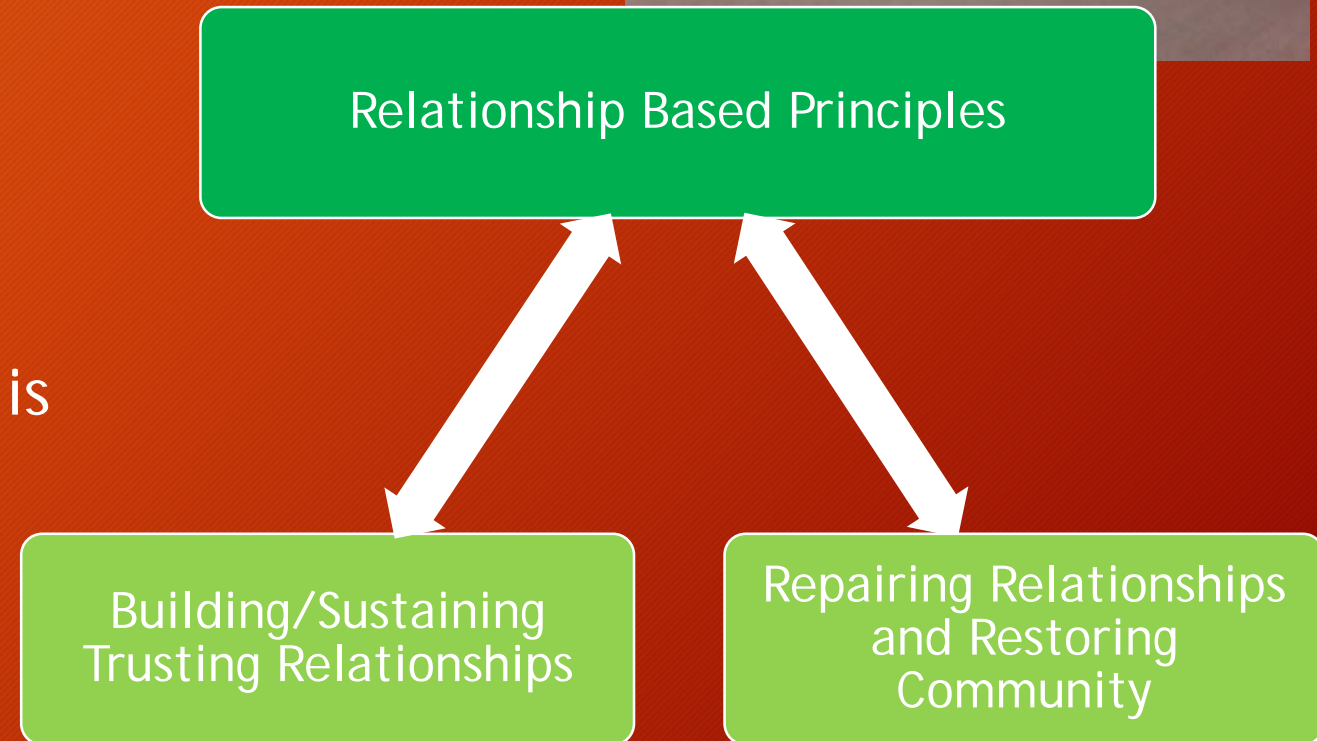 Relationship Based Principles
is
Building/Sustaining
Trusting Relationships
Repairing Relationships
and Restoring
Community